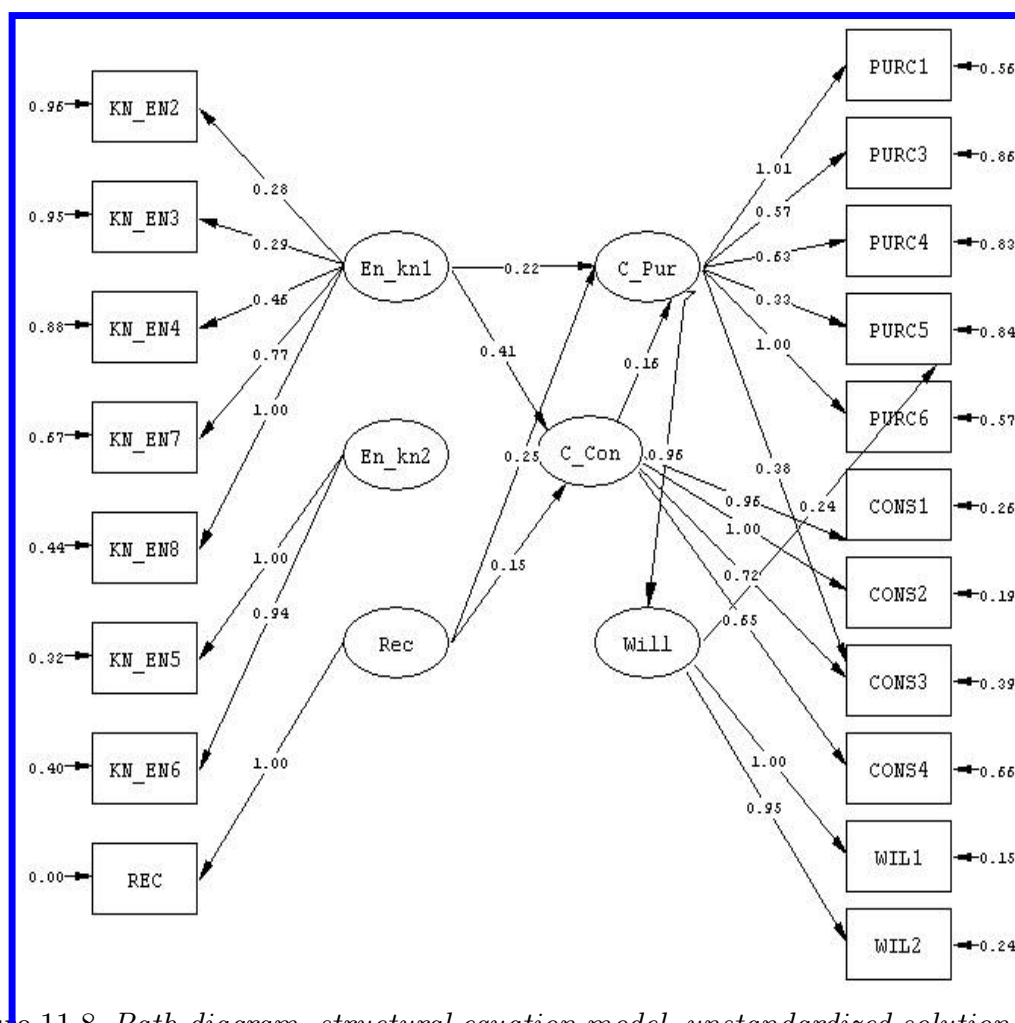 PURC1
0.56
0.96
KN_EN2
PURC3
0.86
1.01
0.28
0.57
0.95
KN_EN3
0.29
PURC4
0.83
0.63
En_kn1
0.22
C_Pur
0.33
0.88
KN_EN4
0.46
PURC5
0.84
1.00
0.77
0.41
0.16
1.00
PURC6
0.57
0.67
KN_EN7
En_kn2
0.25
C_Con
0.96
0.38
0.96
0.24
CONS1
0.26
1.00
0.44
KN_EN8
1.00
0.15
0.72
CONS2
0.19
0.94
0.65
0.32
KN_EN5
Rec
Will
CONS3
0.39
0.40
KN_EN6
1.00
1.00
CONS4
0.66
0.95
0.00
REC
WIL1
0.15
WIL2
0.24
11.8 Path diagram, structural equation model, unstandardized solution